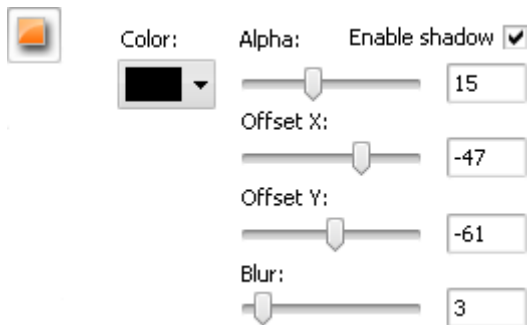 Color:
Alpha:
Enable shadow
15
Offset X:
-47
Offset Y:
-61
Blur:
3